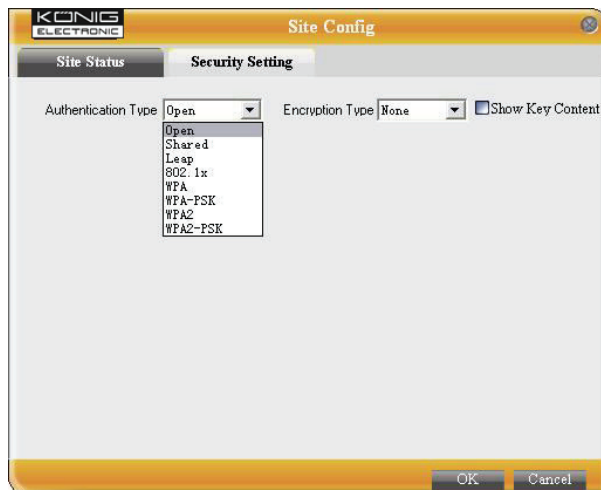 KÖNIG
ELECTRONIC
Site Config
Site Status
Security Setting
Authentication Type Open
Encryption Type None
Show Key Content
Open
Shared
Leap
802.1x
WPA
WPA-PSK
WPA2
WPA2-PSK
OK
Cancel